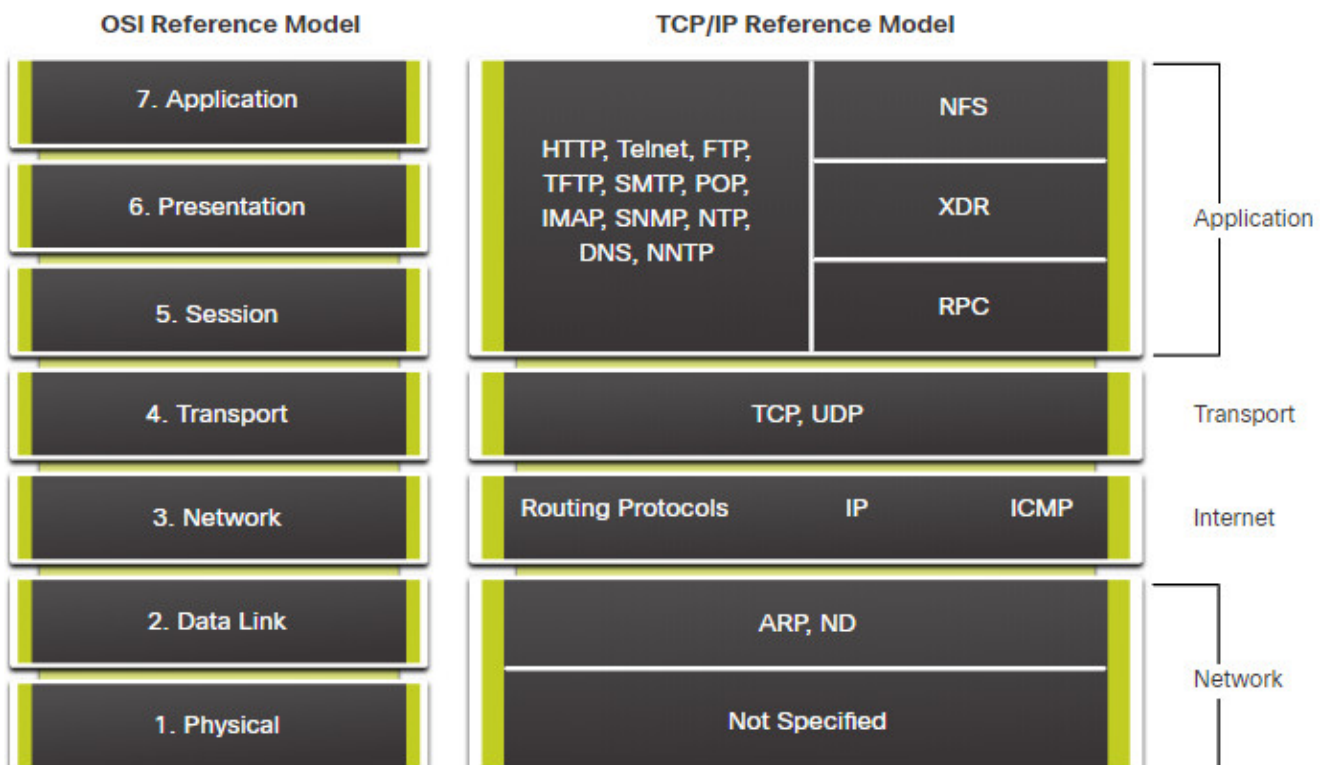 OSI Reference Model
7. Application
6. Presentation
5. Session
4. Transport
3. Network
2. Data Link
1. Physical
TCP/IP Reference Model
HTTP, Telnet, FTP,
TFTP, SMTP, POP,
IMAP, SNMP, NTP,
DNS, NNTP
NFS
XDR
RPC
TCP, UDP
Routing Protocols
IP
ICMP
ARP, ND
Not Specified
Application
Transport
Internet
Network